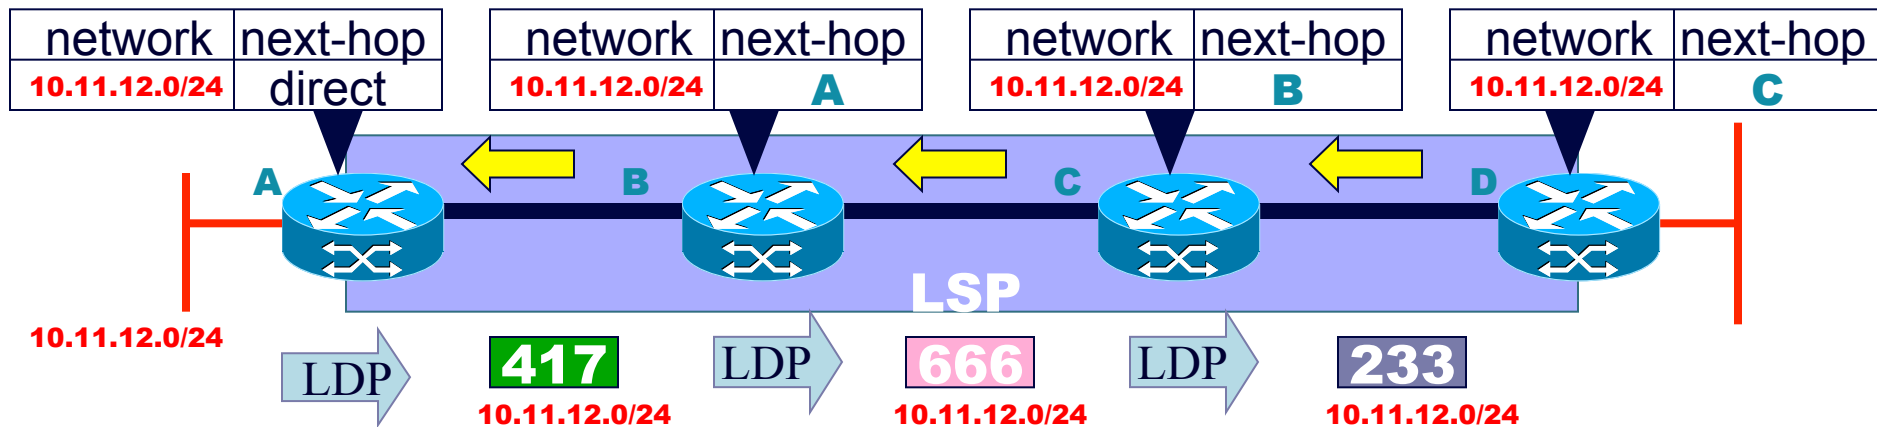 network next-hop network next-hop network next-hop network next-hop
10.11.12.0/24 direct 10.11.12.0/24 A 10.11.12.0/24 B 10.11.12.0/24 C
A B C D
LSP
10.11.12.0/24
LDP 417 LDP 666 LDP 233
10.11.12.0/24 10.11.12.0/24 10.11.12.0/24